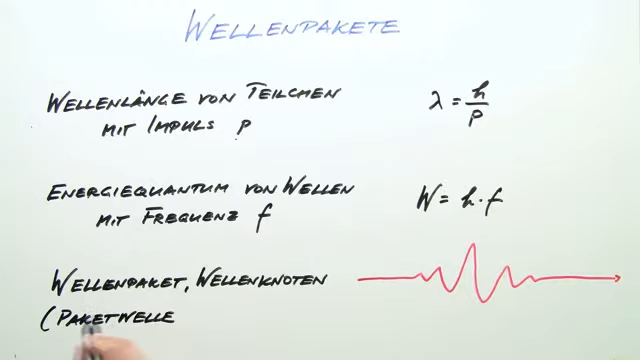 WELLENPAKETE
WELLENLÄNGE VON TEILCHEN
MIT IMPULS p
λ = h/p
ENERGIEQUANTUM VON WELLEN
MIT FREQUENZ f
W = h · f
WELLENPAKET, WELLENKNOTEN
(PAKETWELLE